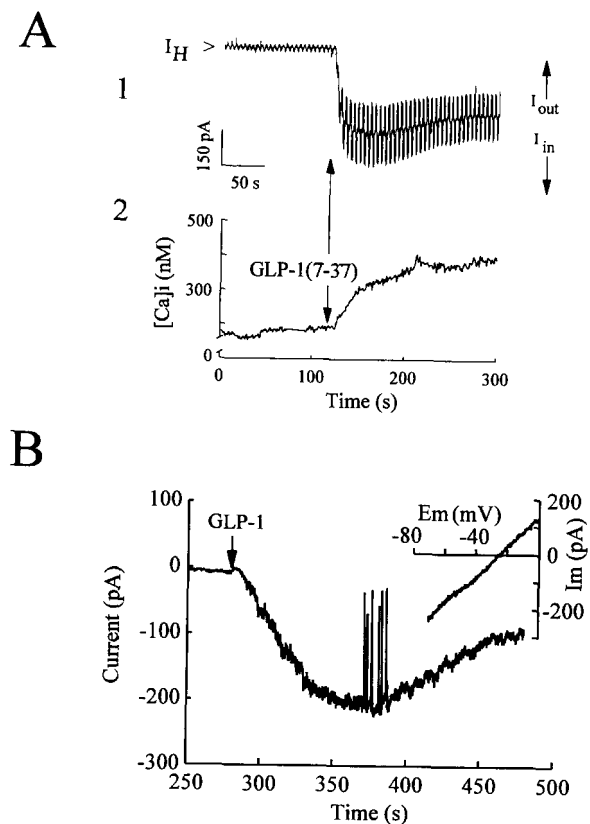 A
I_H >
1
I_out
I_in
150 pA
50 s
2
500
300
0
[Ca]i (nM)
GLP-1(7-37)
0 100 200 300
Time (s)
B
100
0
-100
-200
-300
Current (pA)
GLP-1
Em (mV)
-80 -40
200
0
-200
Im (pA)
250 300 350 400 450 500
Time (s)